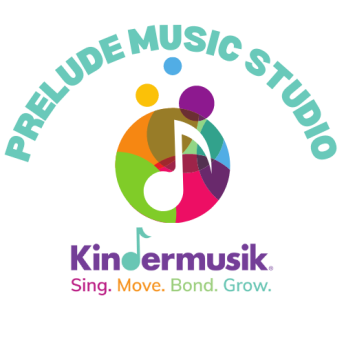 PRELUDE MUSIC STUDIO
Kindermusik®
Sing. Move. Bond. Grow.